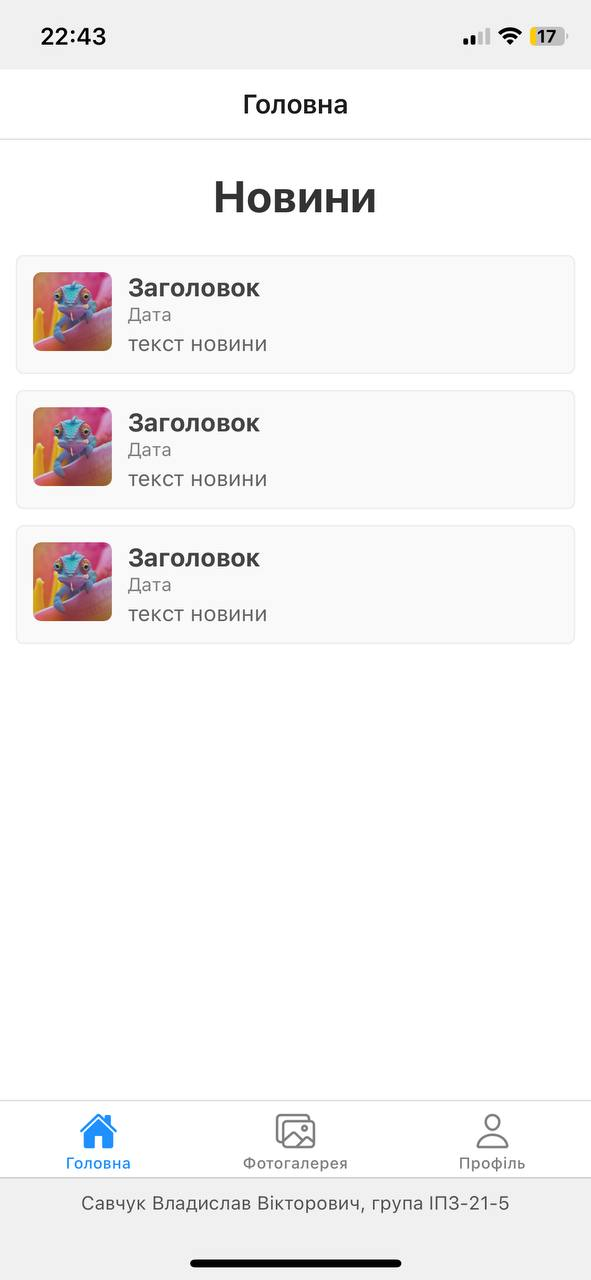 22:43
17
Головна
Новини
Заголовок
Дата
текст новини
Заголовок
Дата
текст новини
Заголовок
Дата
текст новини
Головна
Фотогалерея
Профіль
Савчук Владислав Вікторович, група ІПЗ-21-5